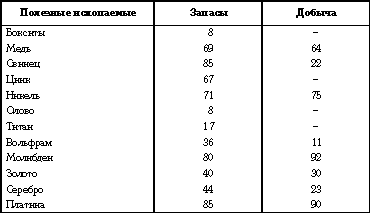 Полезные ископаемые Запасы Добыча
Бокситы 8 –
Медь 69 64
Свинец 85 22
Цинк 67 –
Никель 71 75
Олово 8 –
Титан 17 –
Вольфрам 36 11
Молибден 80 92
Золото 40 30
Серебро 44 23
Платина 85 90